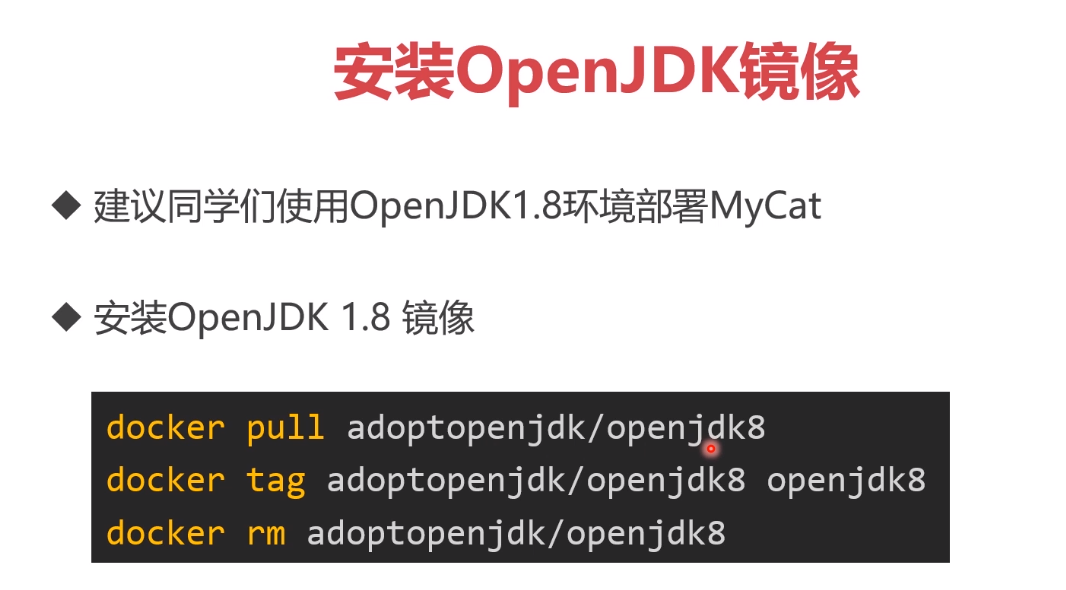 安装OpenJDK镜像
◆ 建议同学们使用OpenJDK1.8环境部署MyCat
◆ 安装OpenJDK 1.8 镜像
docker pull adoptopenjdk/openjdk8
docker tag adoptopenjdk/openjdk8 openjdk8
docker rm adoptopenjdk/openjdk8